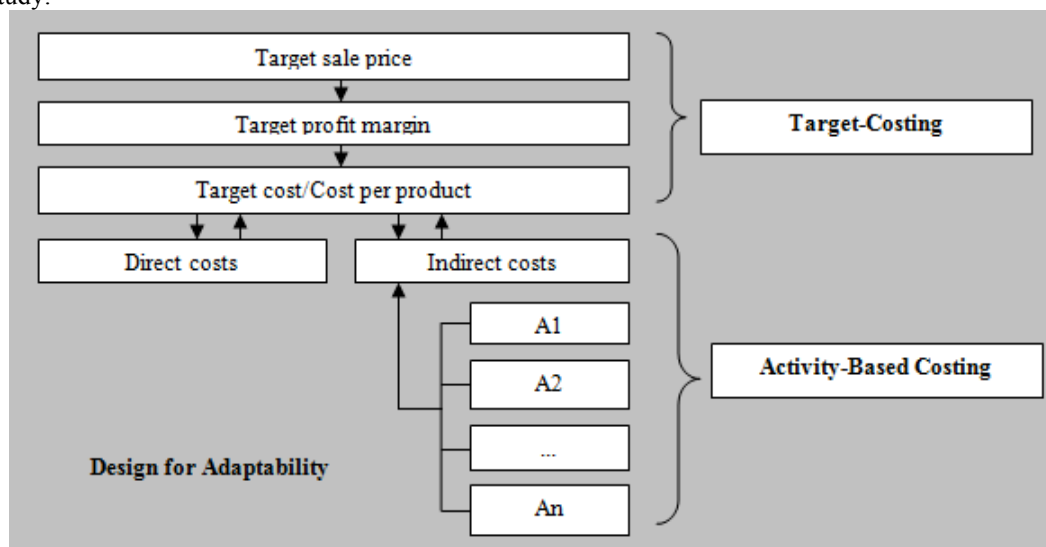 study.
Target sale price
Target profit margin
Target-Costing
Target cost/Cost per product
Direct costs
Indirect costs
A1
A2
Activity-Based Costing
...
Design for Adaptability
An